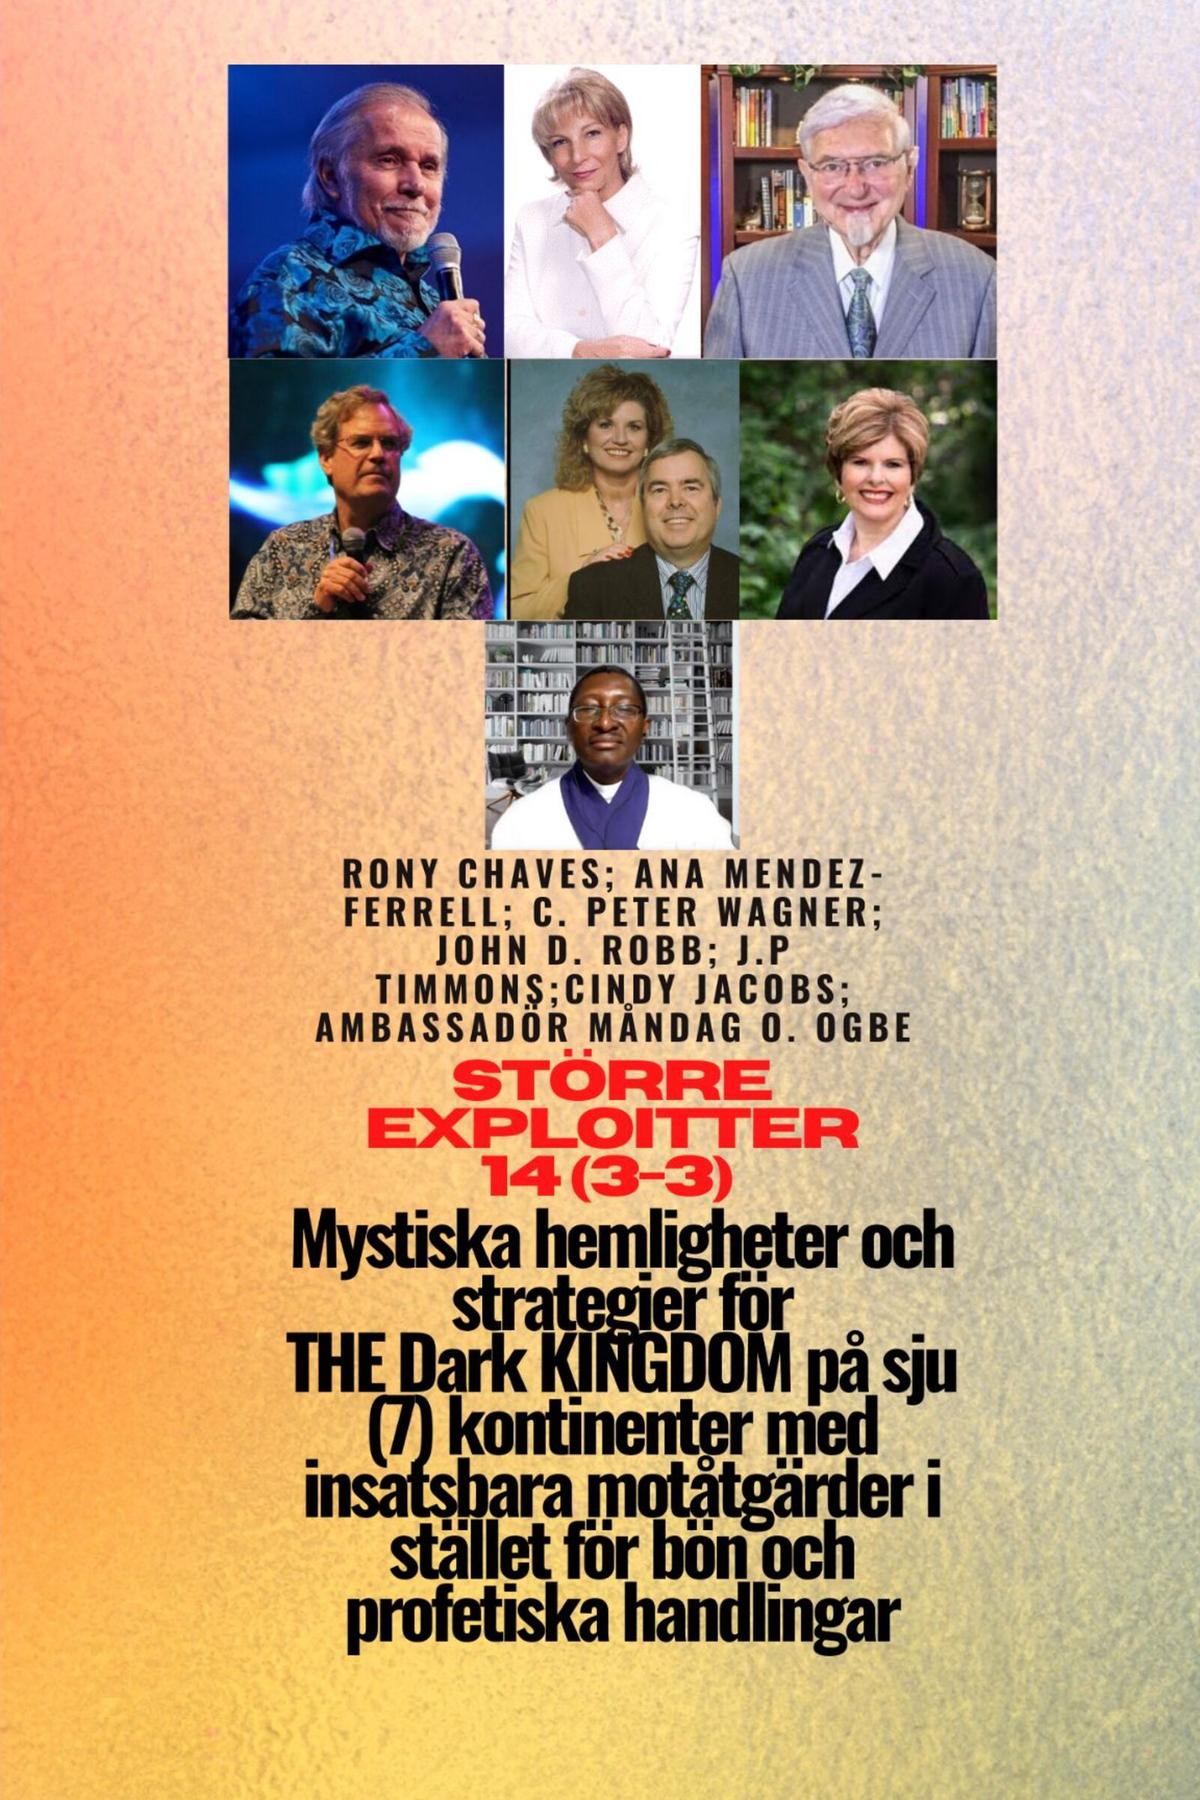 RONY CHAVES; ANA MENDEZ-
FERRELL; C. PETER WAGNER;
JOHN D. ROBB; J.P
TIMMONS;CINDY JACOBS;
AMBASSADÖR MÅNDAG O. OGBE
STÖRRE
EXPLOITTER
14 (3-3)
Mystiska hemligheter och
strategier för
THE Dark KINGDOM på sju
(7) kontinenter med
insatsbara motåtgärder i
stället för bön och
profetiska handlingar